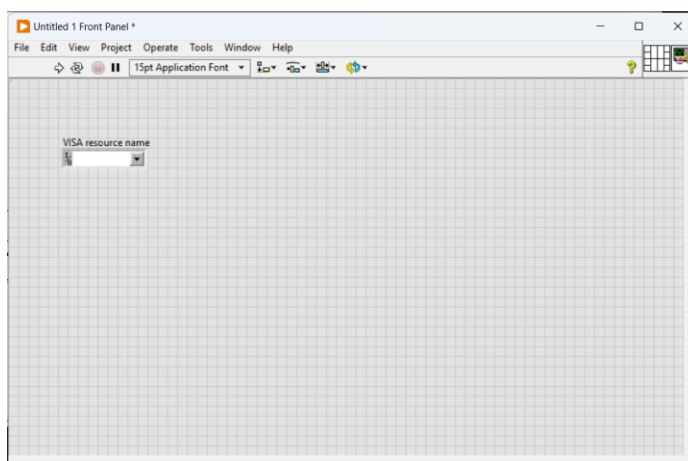 Untitled 1 Front Panel *
File Edit View Project Operate Tools Window Help
15pt Application Font
VISA resource name